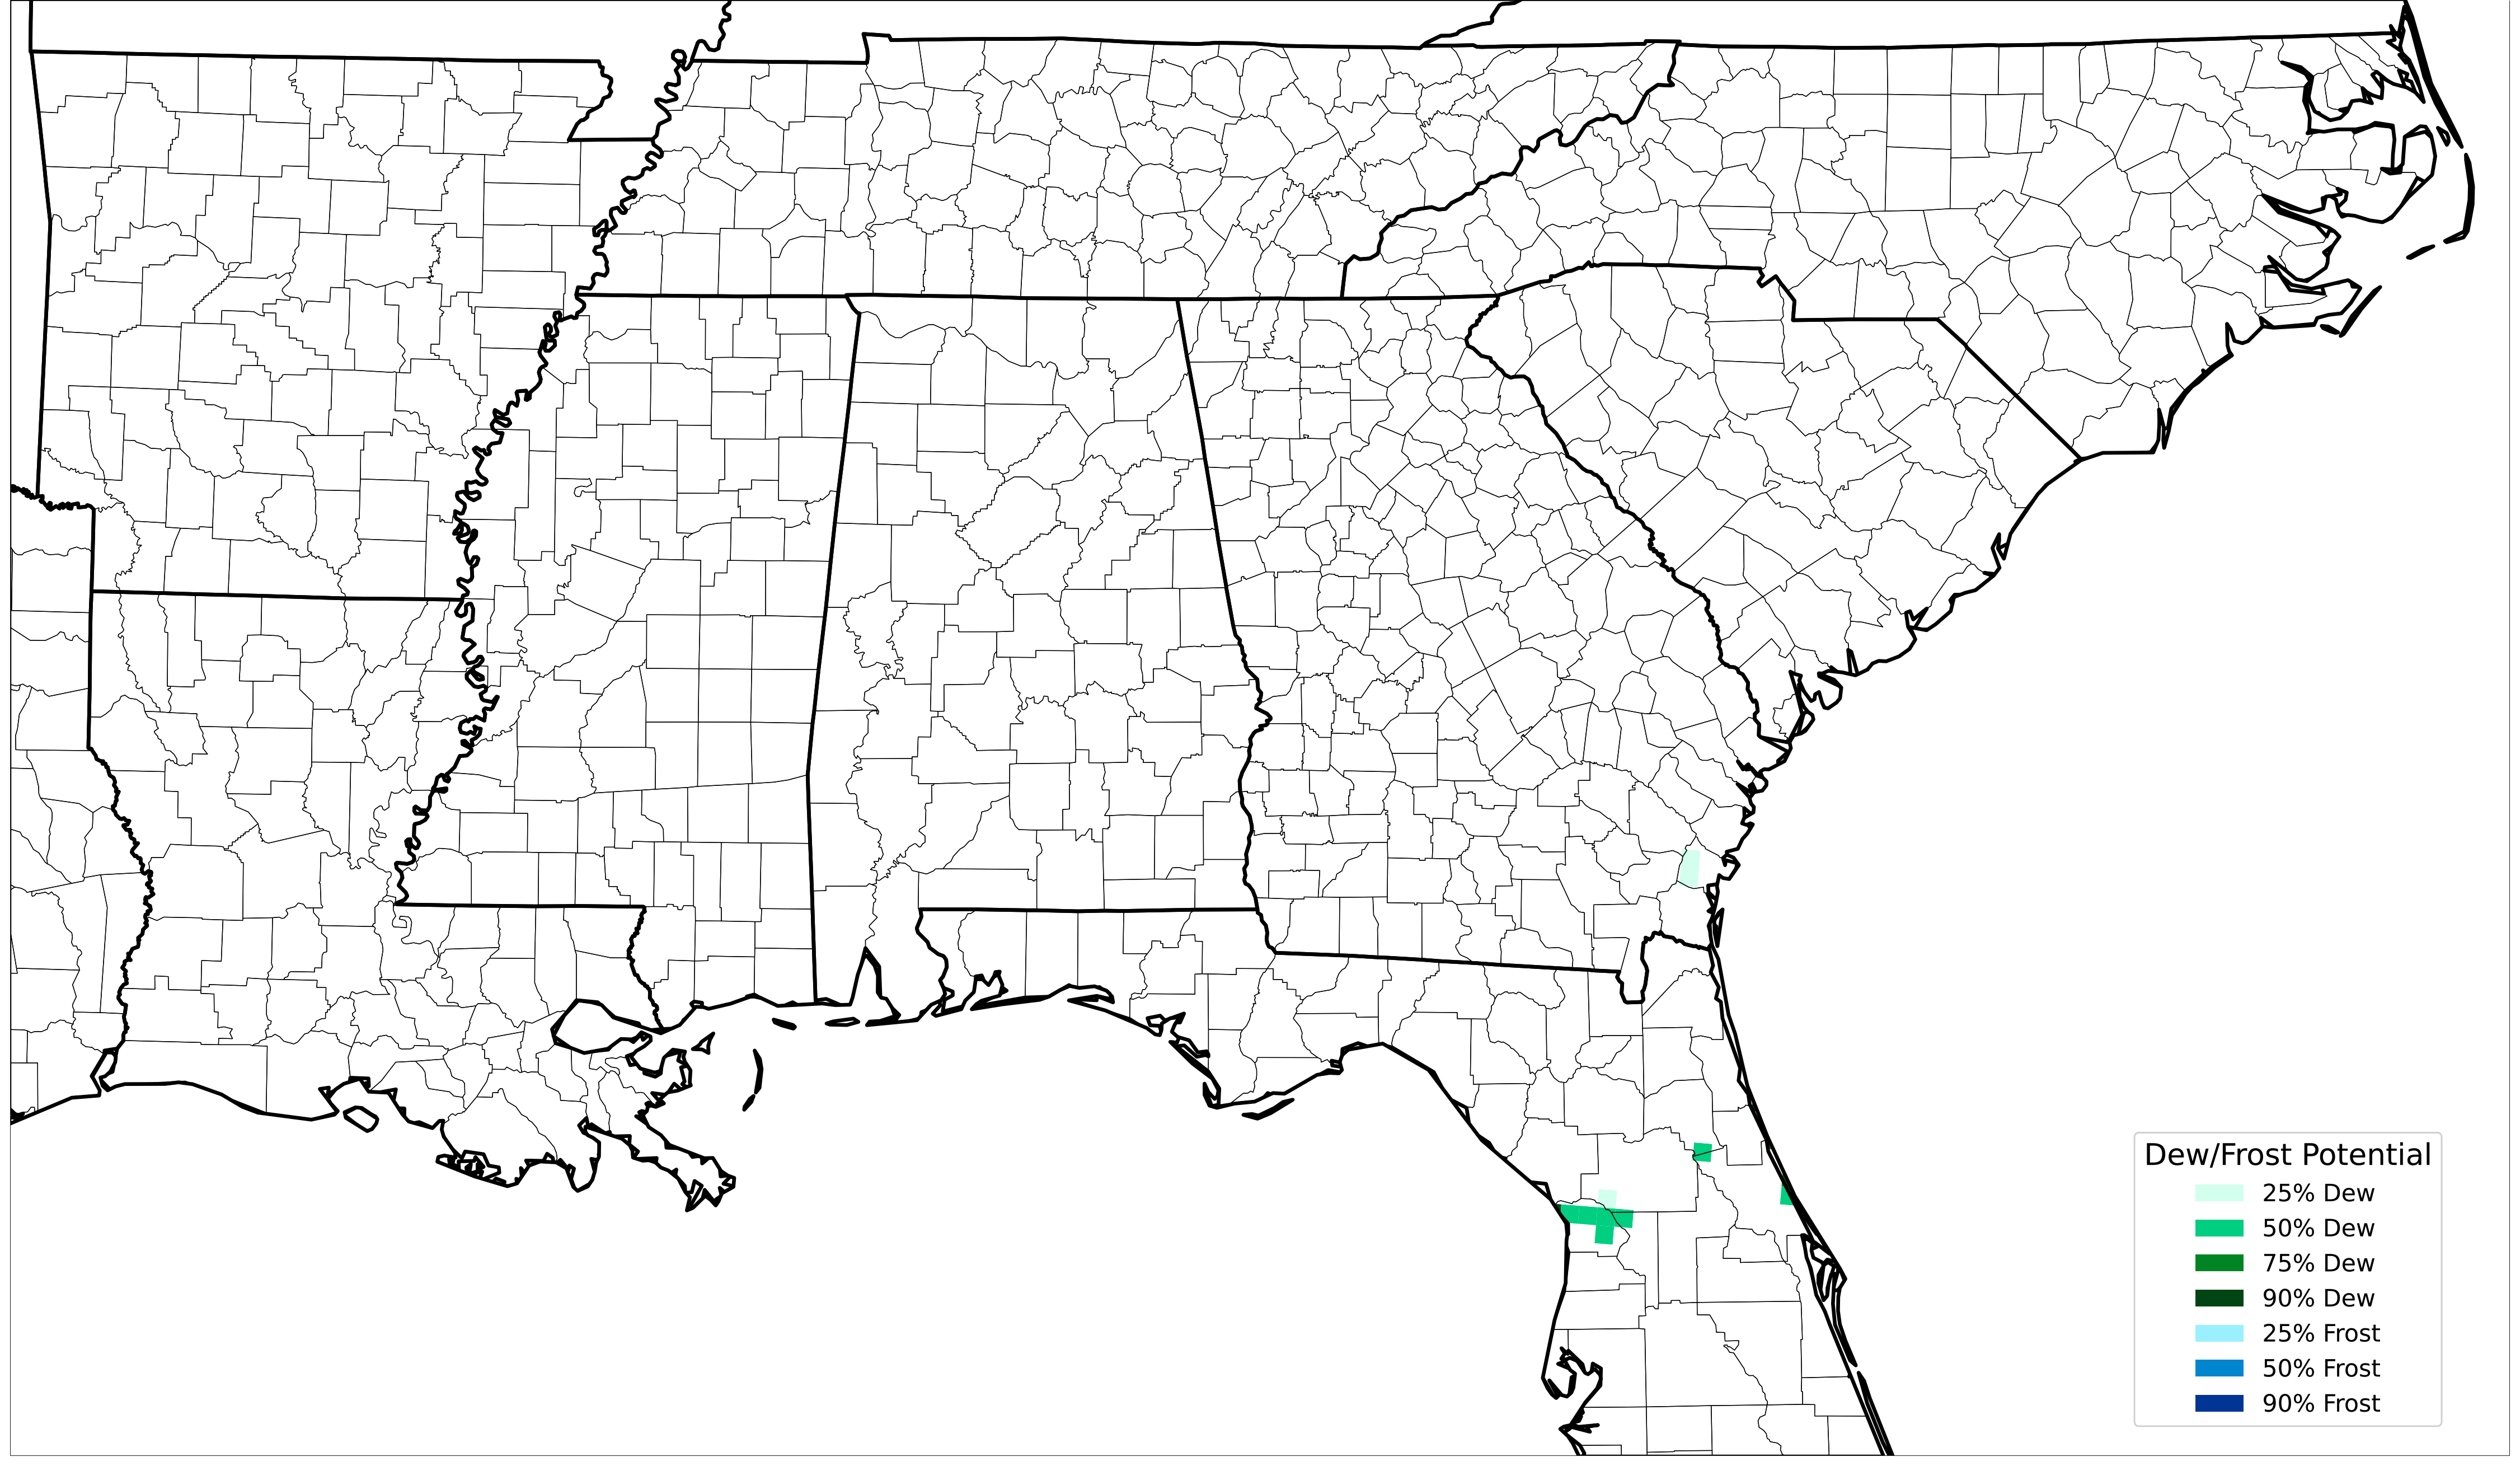 Dew/Frost Potential
25% Dew
50% Dew
75% Dew
90% Dew
25% Frost
50% Frost
90% Frost